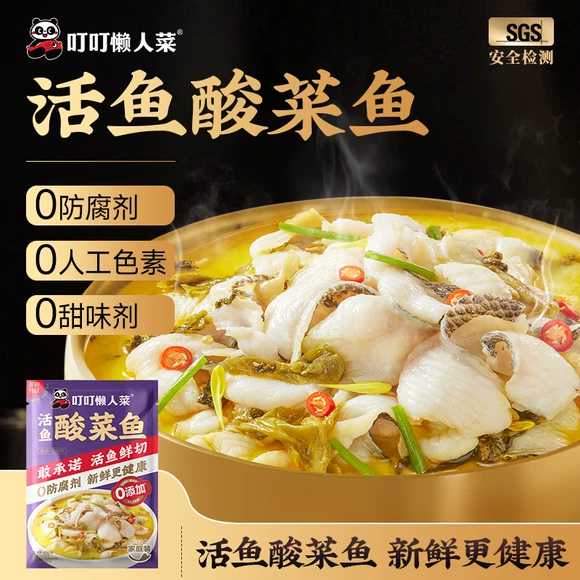 叮叮懒人菜®
SGS
安全检测
活鱼酸菜鱼
0防腐剂
0人工色素
0甜味剂
叮叮懒人菜
活鱼
酸菜鱼
敢承诺 活鱼鲜切
0防腐剂 新鲜更健康
0添加
家庭装
活鱼酸菜鱼 新鲜更健康